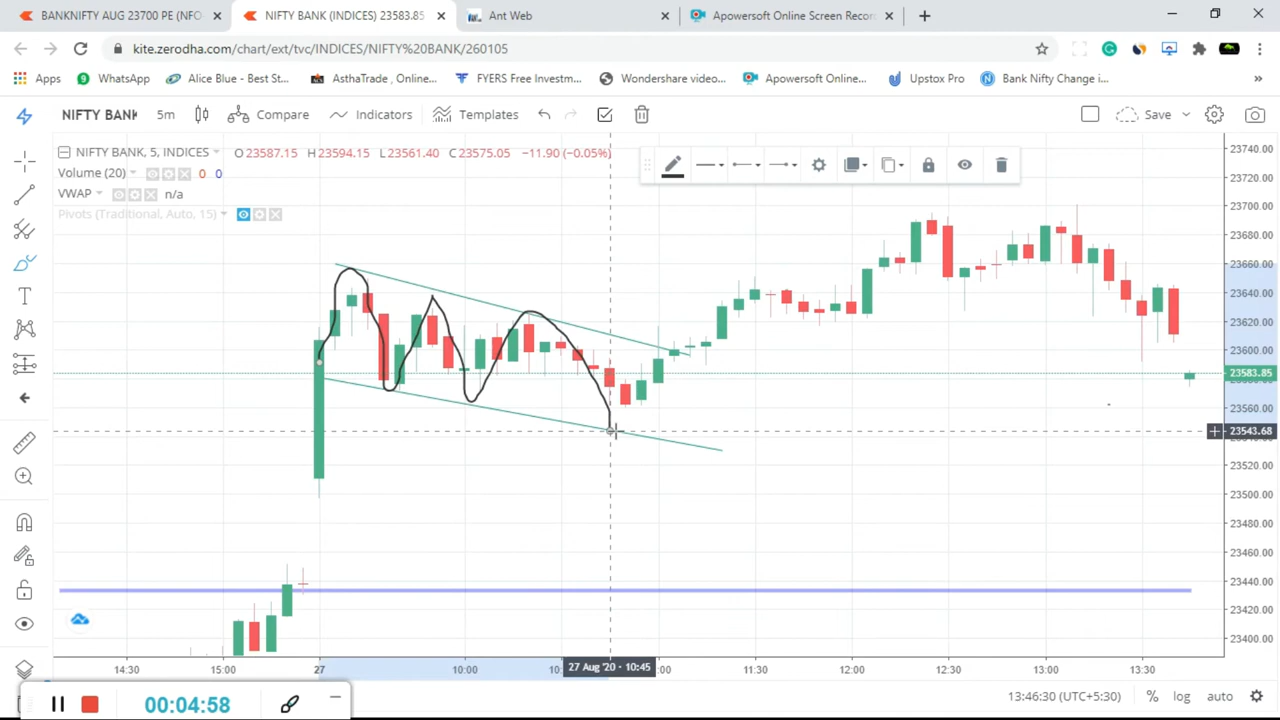 BANKNIFTY AUG 23700 PE (NFO-
NIFTY BANK (INDICES) 23583.85
Ant Web
Apowersoft Online Screen Recor
kite.zerodha.com/chart/ext/tvc/INDICES/NIFTY%20BANK/260105
Apps
WhatsApp
Alice Blue - Best St...
AsthaTrade , Online...
FYERS Free Investm...
Wondershare video...
Apowersoft Online...
Upstox Pro
Bank Nifty Change i...
NIFTY BANK
5m
Compare
Indicators
Templates
Save
NIFTY BANK, 5, INDICES
O23587.15 H23594.15 L23561.40 C23575.05 −11.90 (−0.05%)
Volume (20) 0 0
VWAP n/a
Pivots (Traditional, Auto, 15)
23740.00
23720.00
23700.00
23680.00
23660.00
23640.00
23620.00
23600.00
23583.85
23560.00
23543.68
23520.00
23500.00
23480.00
23460.00
23440.00
23420.00
23400.00
14:30
15:00
27
10:00
27 Aug '20 - 10:45
11:30
12:00
12:30
13:00
13:30
00:04:58
13:46:30 (UTC+5:30)
%
log
auto